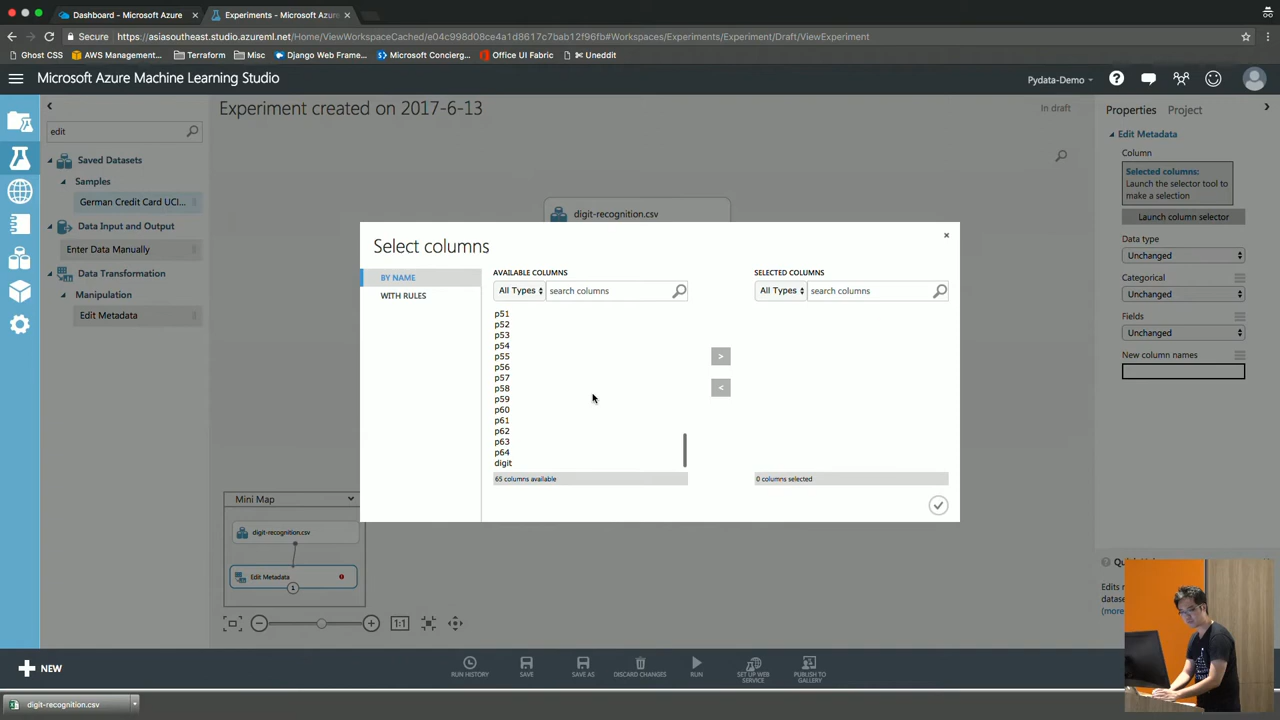 Dashboard - Microsoft Azure
Experiments - Microsoft Azu
Secure
https://asiasoutheast.studio.azureml.net/Home/ViewWorkspaceCached/e04c998d08ce4a1d8617c7bab12f96fb#Workspaces/Experiments/Experiment/Draft/ViewExperiment
Ghost CSS
AWS Management...
Terraform
Misc
Django Web Frame...
Microsoft Concierg...
Office UI Fabric
Uneddit
Microsoft Azure Machine Learning Studio
Pydata-Demo
edit
Saved Datasets
Samples
German Credit Card UCI...
Data Input and Output
Enter Data Manually
Data Transformation
Manipulation
Edit Metadata
Experiment created on 2017-6-13
In draft
digit-recognition.csv
Select columns
BY NAME
WITH RULES
AVAILABLE COLUMNS
All Types
search columns
p51
p52
p53
p54
p55
p56
p57
p58
p59
p60
p61
p62
p63
p64
digit
65 columns available
>
<
SELECTED COLUMNS
All Types
search columns
0 columns selected
Properties
Project
Edit Metadata
Column
Selected columns:
Launch the selector tool to
make a selection
Launch column selector
Data type
Unchanged
Categorical
Unchanged
Fields
Unchanged
New column names
Edits
datase
(more
Mini Map
digit-recognition.csv
Edit Metadata
1
1:1
NEW
RUN HISTORY
SAVE
SAVE AS
DISCARD CHANGES
RUN
SET UP WEB
SERVICE
PUBLISH TO
GALLERY
digit-recognition.csv